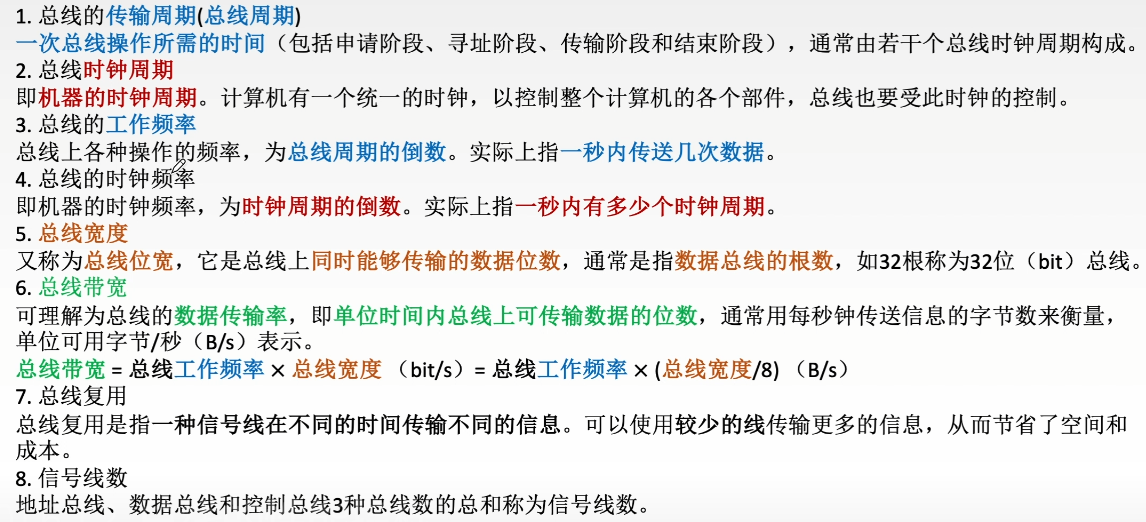 1. 总线的传输周期(总线周期)
一次总线操作所需的时间（包括申请阶段、寻址阶段、传输阶段和结束阶段），通常由若干个总线时钟周期构成。
2. 总线时钟周期
即机器的时钟周期。计算机有一个统一的时钟，以控制整个计算机的各个部件，总线也要受此时钟的控制。
3. 总线的工作频率
总线上各种操作的频率，为总线周期的倒数。实际上指一秒内传送几次数据。
4. 总线的时钟频率
即机器的时钟频率，为时钟周期的倒数。实际上指一秒内有多少个时钟周期。
5. 总线宽度
又称为总线位宽，它是总线上同时能够传输的数据位数，通常是指数据总线的根数，如32根称为32位（bit）总线。
6. 总线带宽
可理解为总线的数据传输率，即单位时间内总线上可传输数据的位数，通常用每秒钟传送信息的字节数来衡量，
单位可用字节/秒（B/s）表示。
总线带宽 = 总线工作频率 × 总线宽度 （bit/s）= 总线工作频率 × (总线宽度/8) （B/s）
7. 总线复用
总线复用是指一种信号线在不同的时间传输不同的信息。可以使用较少的线传输更多的信息，从而节省了空间和
成本。
8. 信号线数
地址总线、数据总线和控制总线3种总线数的总和称为信号线数。